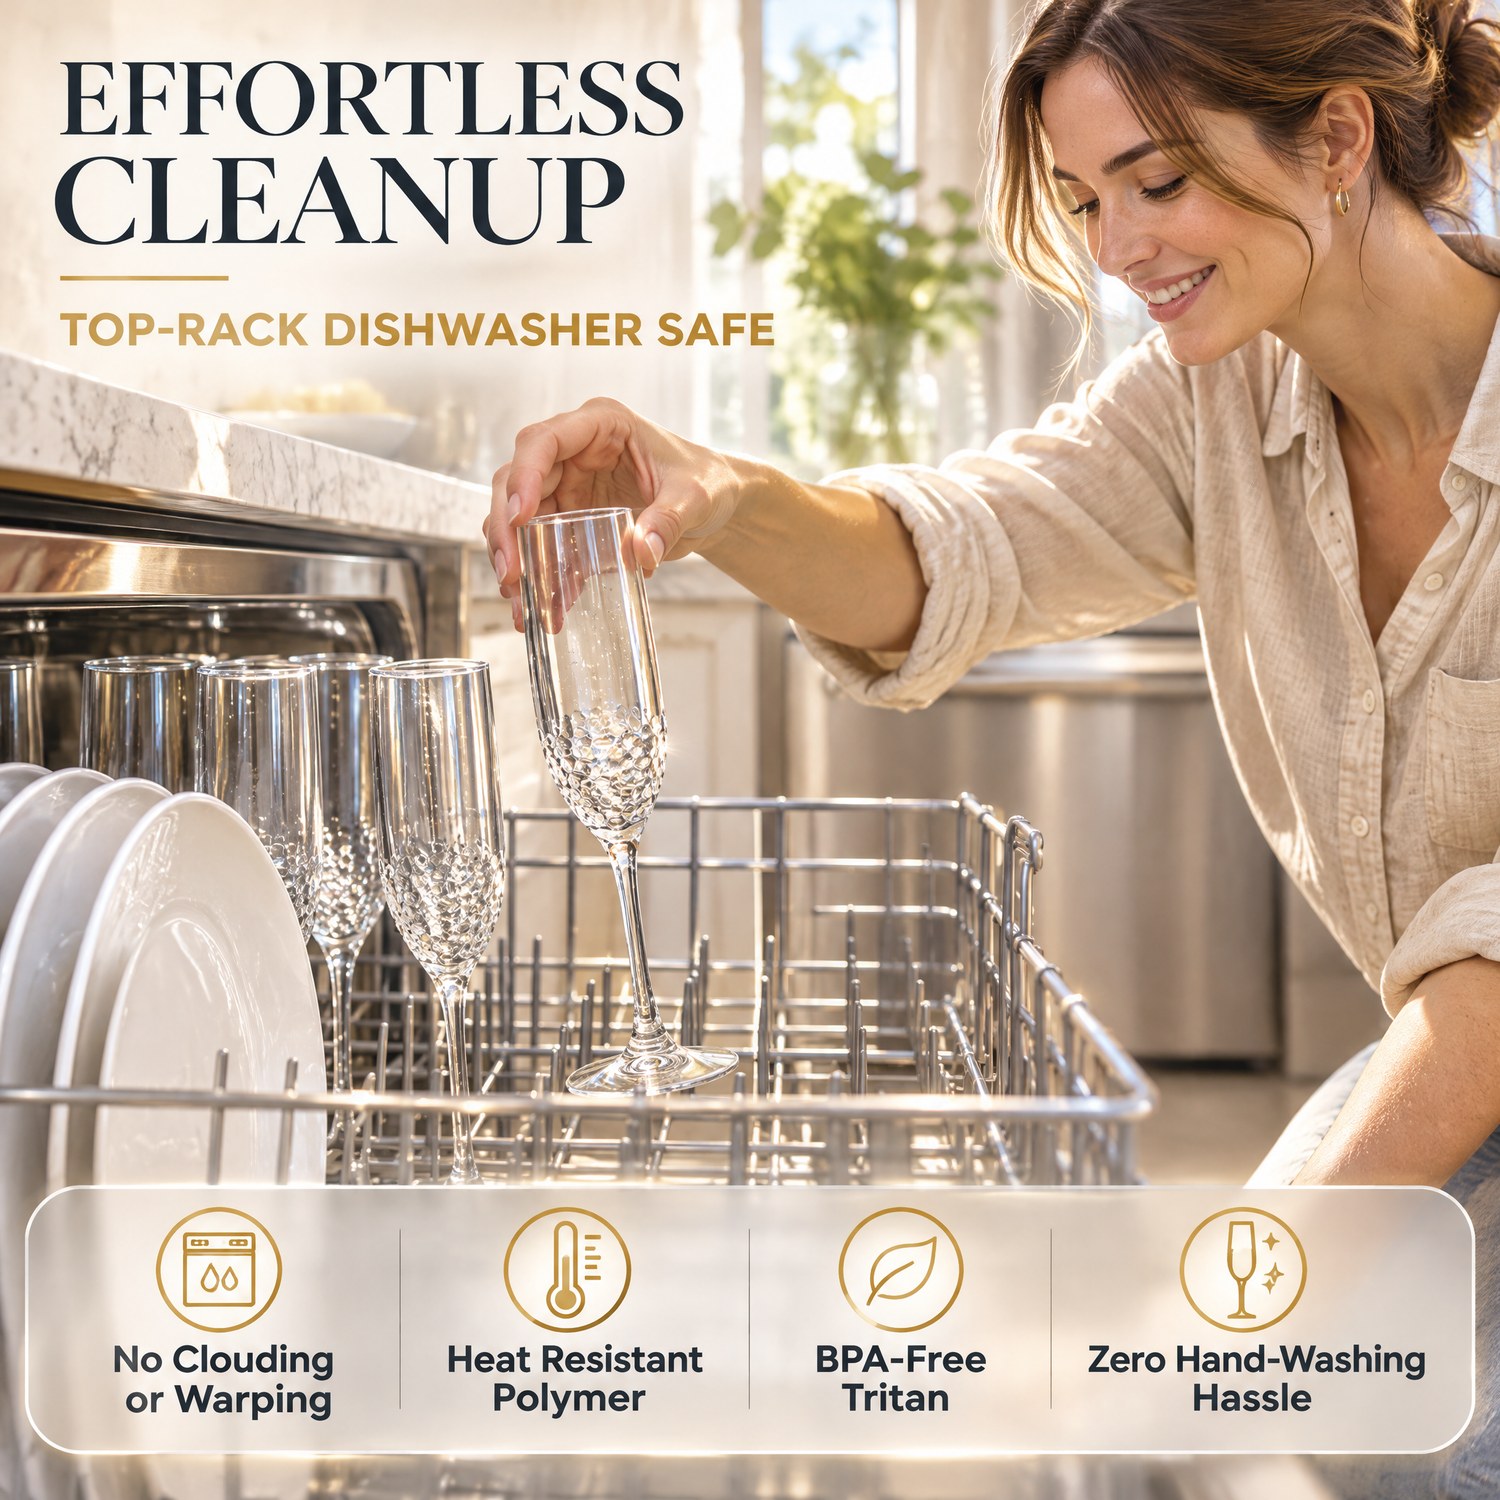 EFFORTLESS
CLEANUP
TOP-RACK DISHWASHER SAFE
No Clouding
or Warping
Heat Resistant
Polymer
BPA-Free
Tritan
Zero Hand-Washing
Hassle